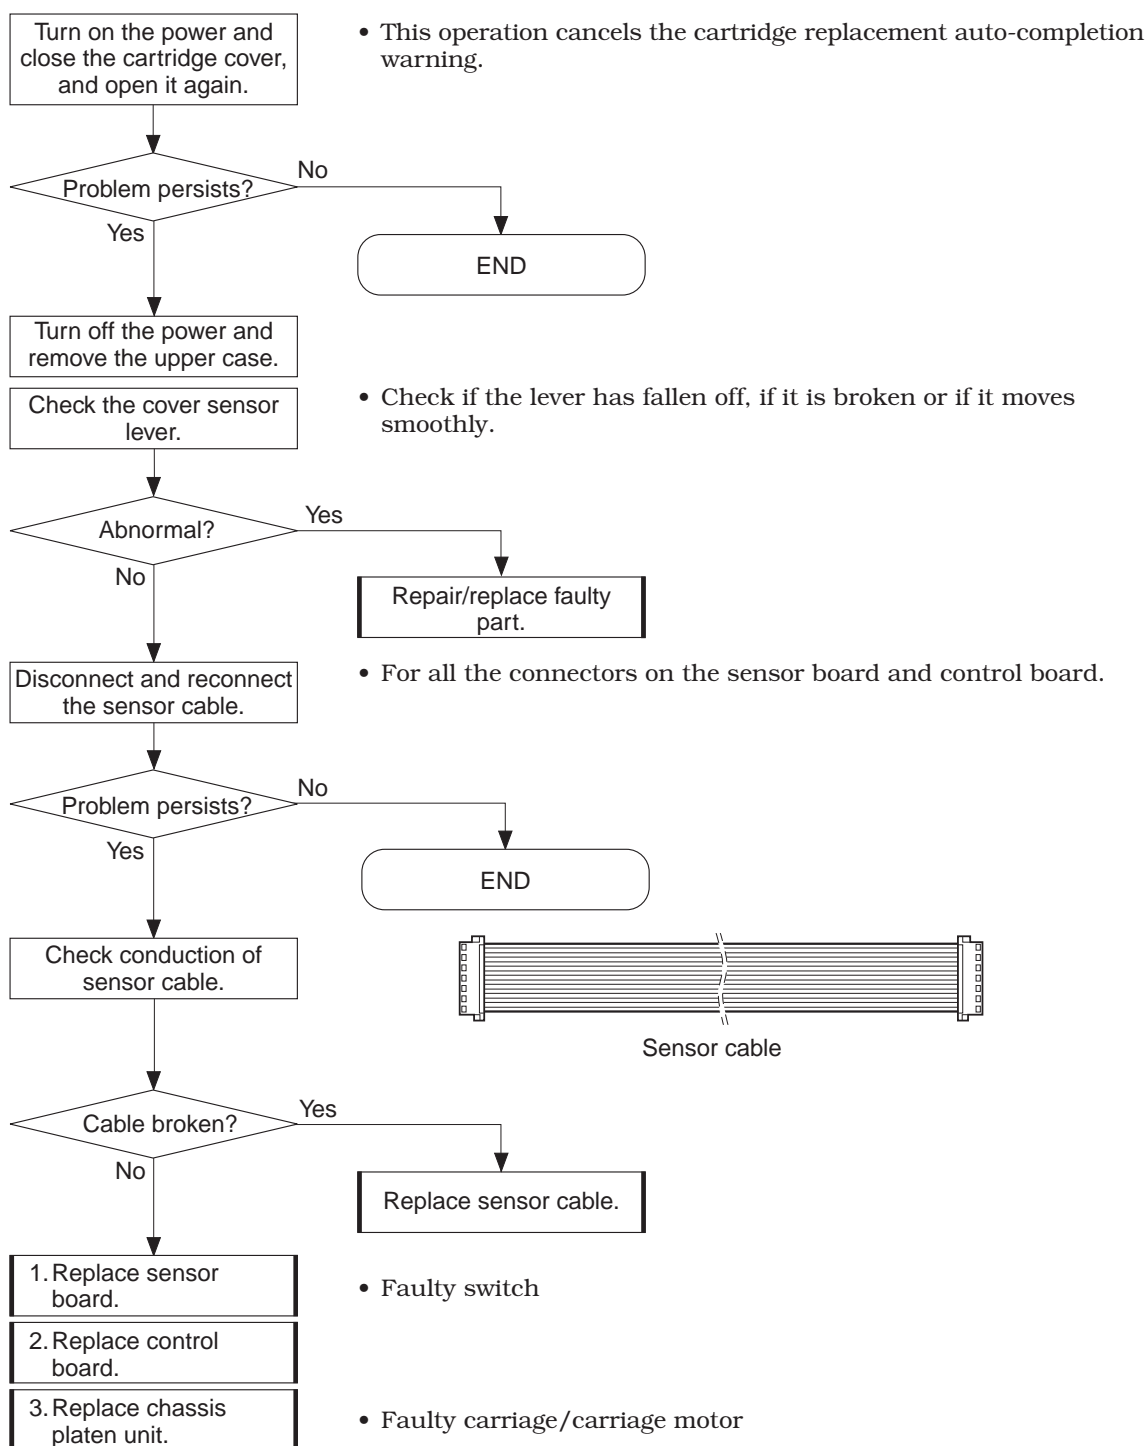 Turn on the power and
close the cartridge cover,
and open it again.
• This operation cancels the cartridge replacement auto-completion
warning.
Problem persists?
No
Yes
END
Turn off the power and
remove the upper case.
Check the cover sensor
lever.
• Check if the lever has fallen off, if it is broken or if it moves
smoothly.
Abnormal?
Yes
No
Repair/replace faulty
part.
Disconnect and reconnect
the sensor cable.
• For all the connectors on the sensor board and control board.
Problem persists?
No
Yes
END
Check conduction of
sensor cable.
Sensor cable
Cable broken?
Yes
No
Replace sensor cable.
1. Replace sensor
board.
• Faulty switch
2. Replace control
board.
3. Replace chassis
platen unit.
• Faulty carriage/carriage motor